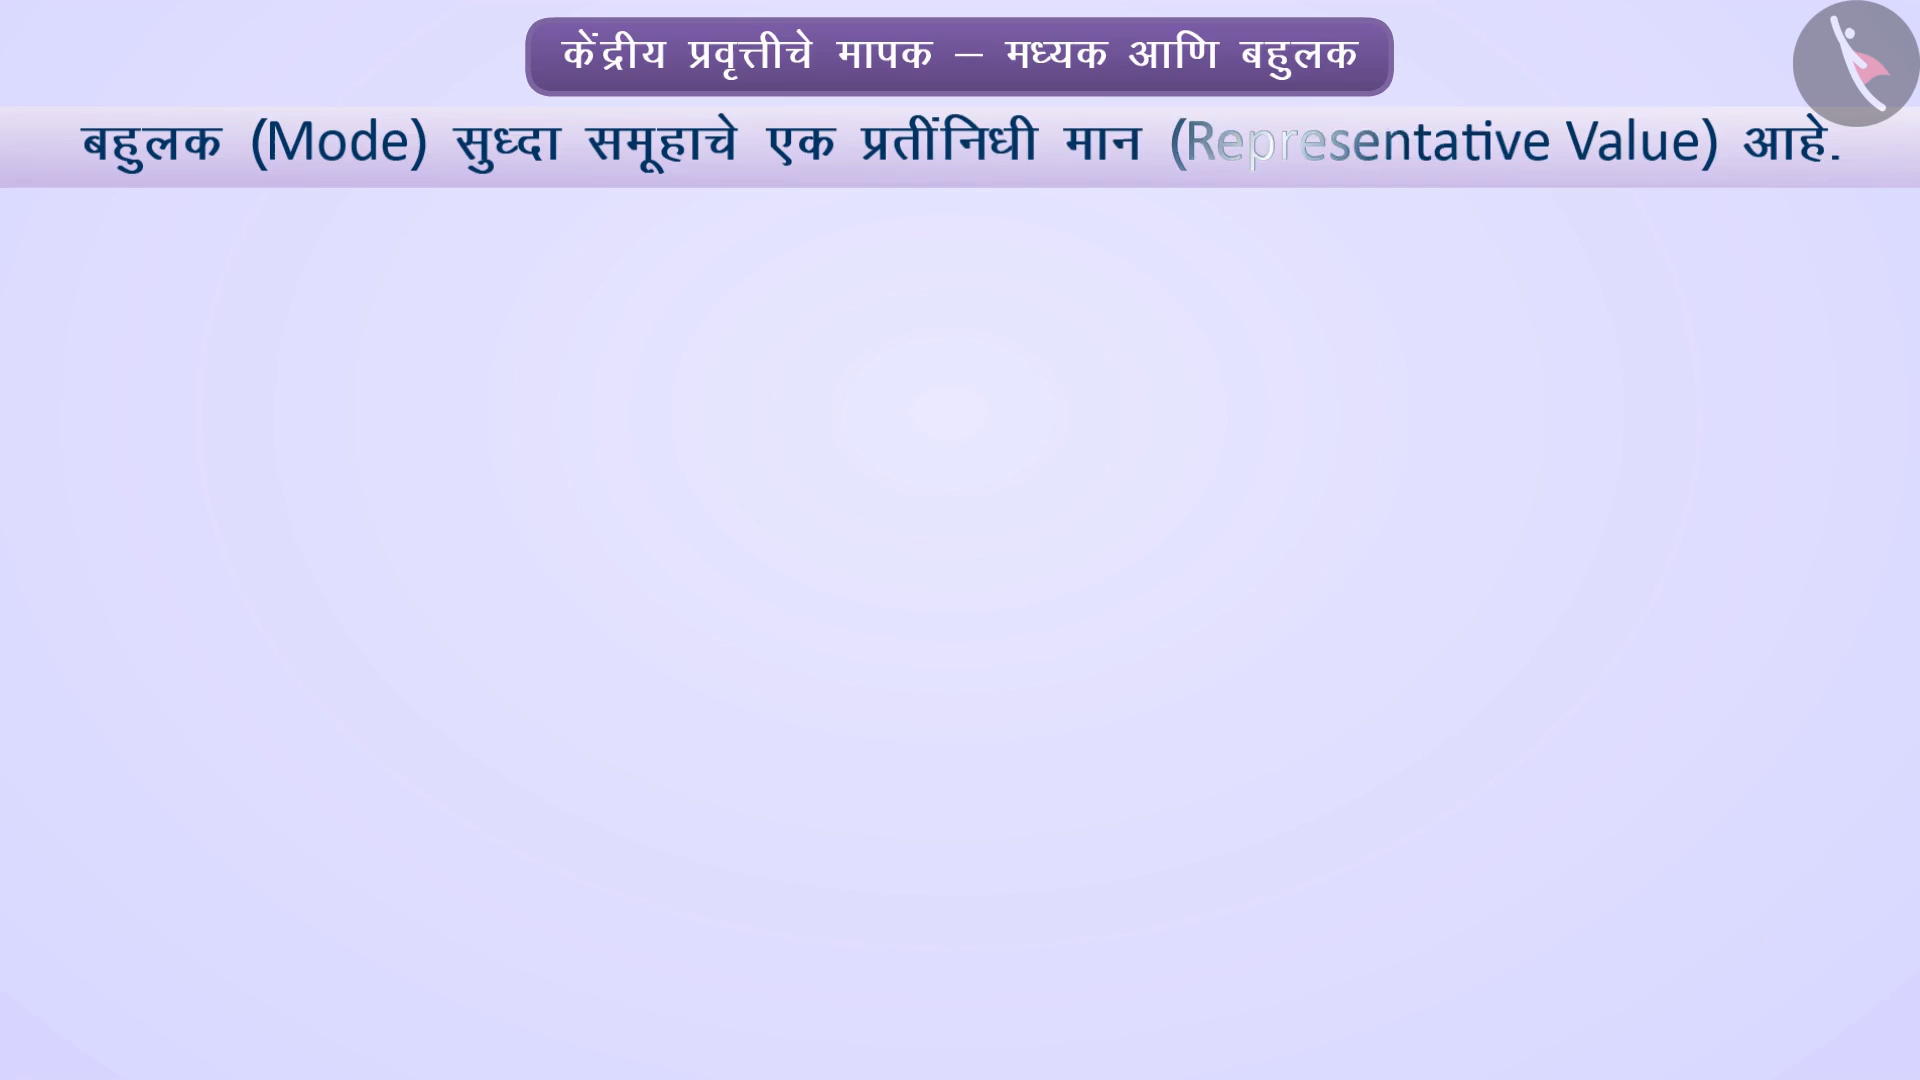 केंद्रीय प्रवृत्तीचे मापक – मध्यक आणि बहुलक
बहुलक (Mode) सुध्दा समूहाचे एक प्रतींनिधी मान (Representative Value) आहे.